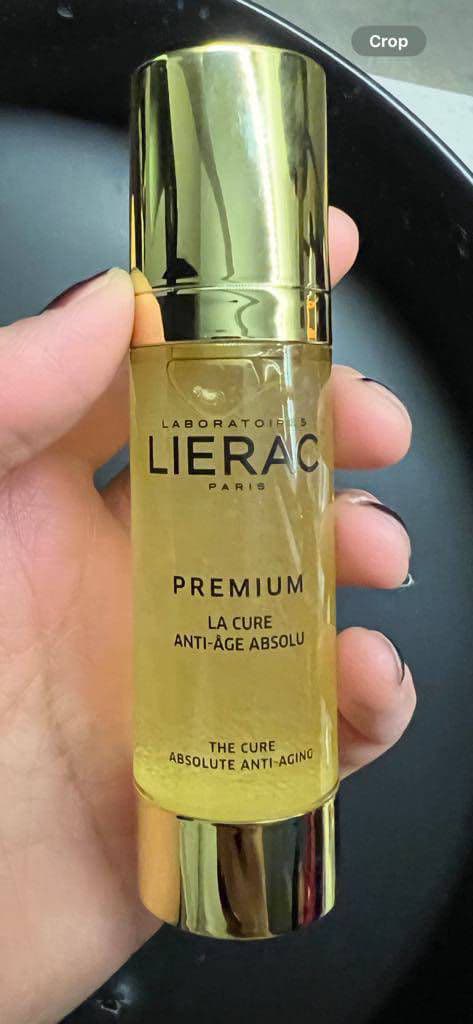 Crop
LABORATOIRES
LIERAC
PARIS
PREMIUM
LA CURE
ANTI-ÂGE ABSOLU
THE CURE
ABSOLUTE ANTI-AGING